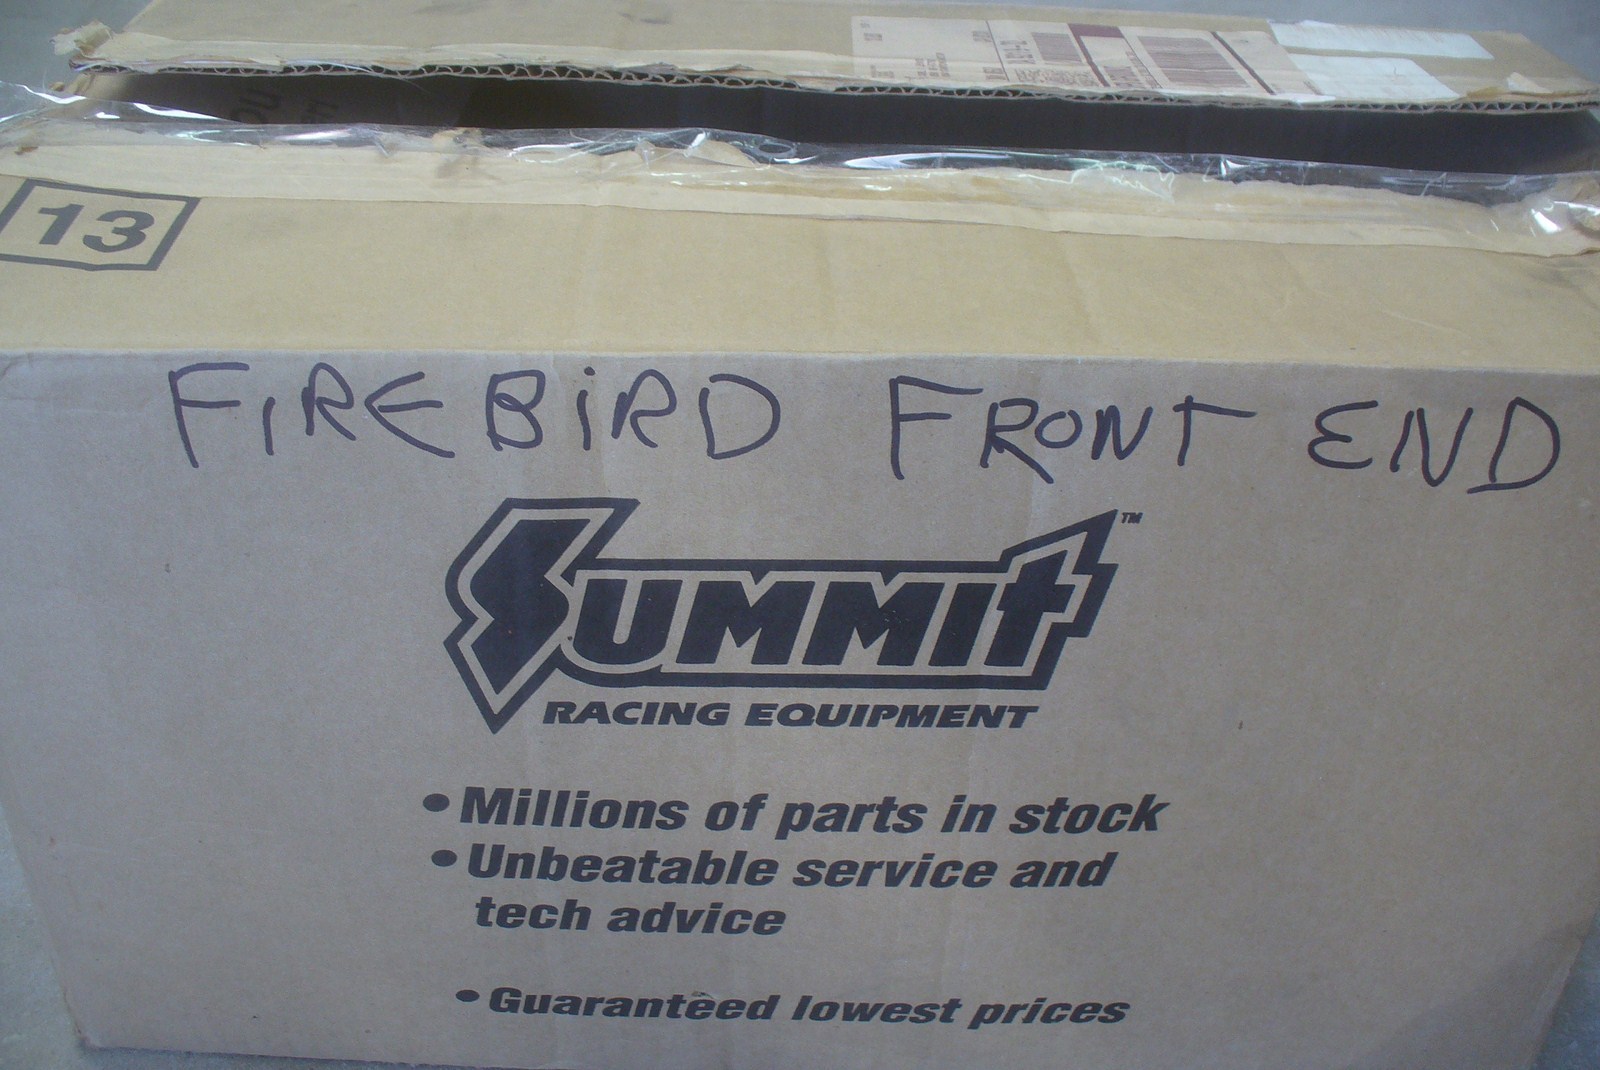 13
FIREBiRD FRONT END
SUMMIt™
RACING EQUIPMENT
• Millions of parts in stock
• Unbeatable service and
tech advice
• Guaranteed lowest prices